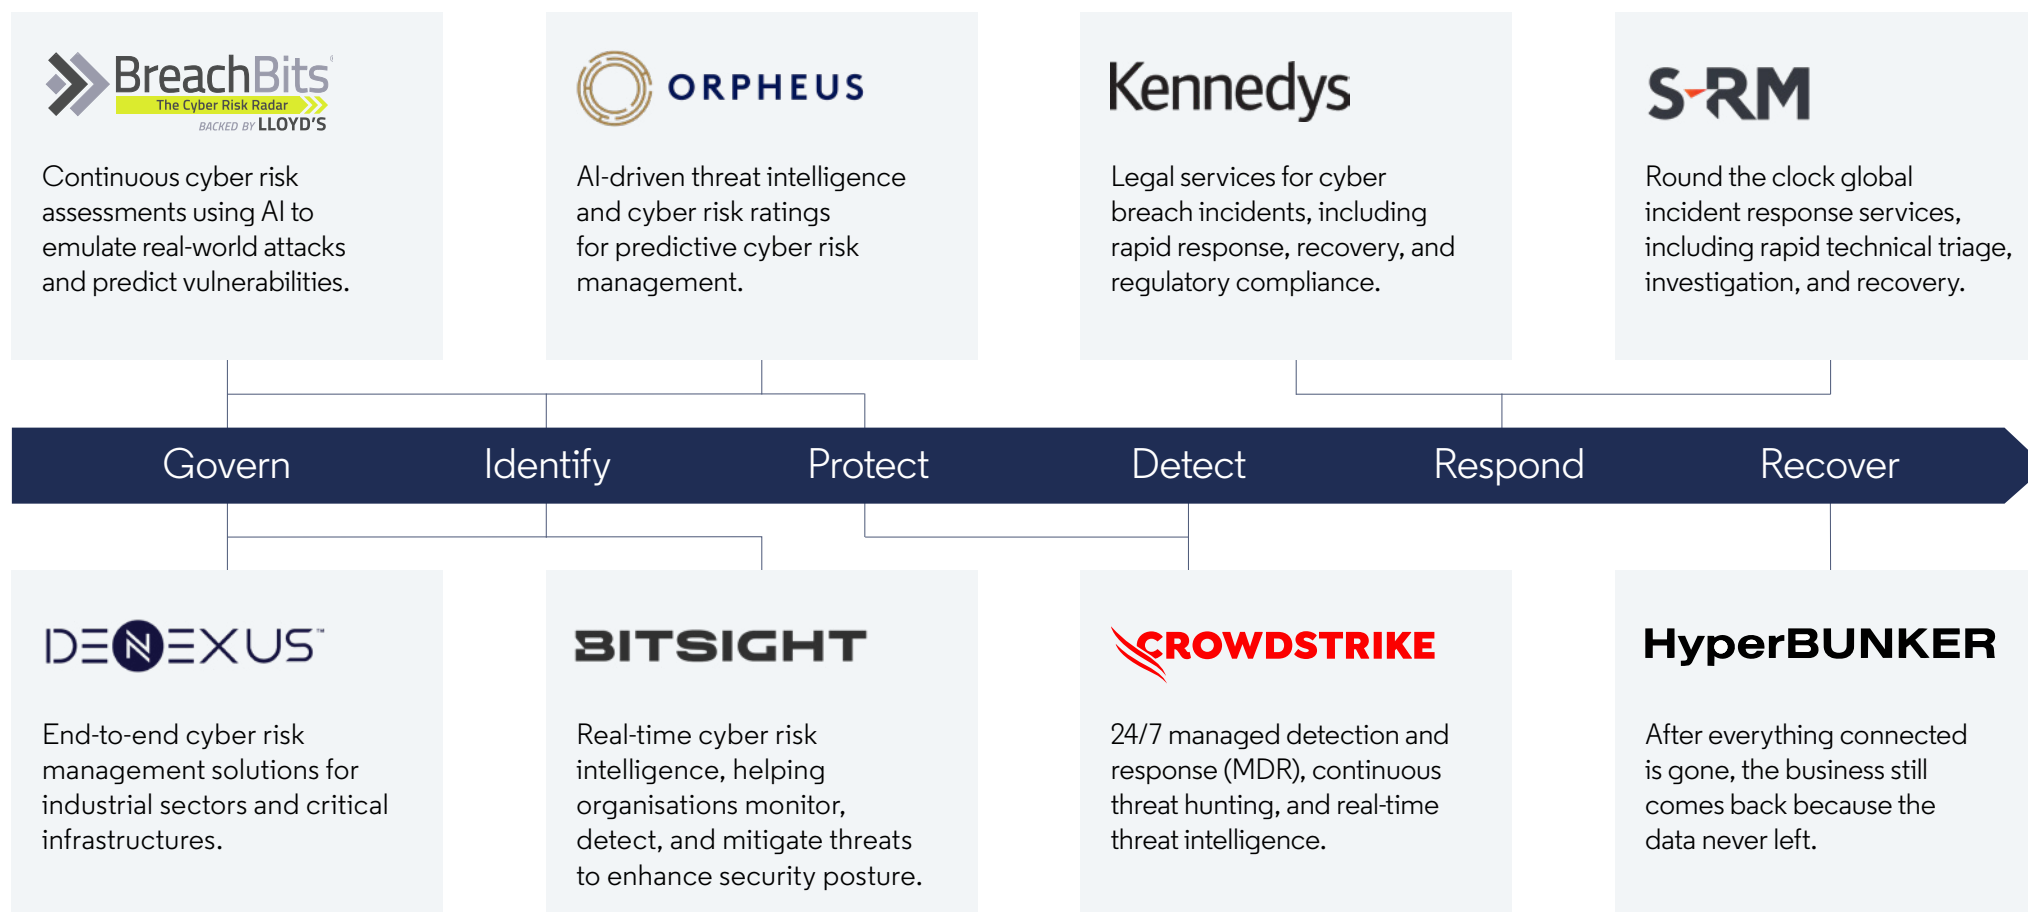 BreachBits
The Cyber Risk Radar
BACKED BY LLOYD'S
Continuous cyber risk
assessments using AI to
emulate real-world attacks
and predict vulnerabilities.
ORPHEUS
AI-driven threat intelligence
and cyber risk ratings
for predictive cyber risk
management.
Kennedys
Legal services for cyber
breach incidents, including
rapid response, recovery, and
regulatory compliance.
S-RM
Round the clock global
incident response services,
including rapid technical triage,
investigation, and recovery.
Govern Identify Protect Detect Respond Recover
DENEXUS™
End-to-end cyber risk
management solutions for
industrial sectors and critical
infrastructures.
BITSIGHT
Real-time cyber risk
intelligence, helping
organisations monitor,
detect, and mitigate threats
to enhance security posture.
CROWDSTRIKE
24/7 managed detection and
response (MDR), continuous
threat hunting, and real-time
threat intelligence.
HyperBUNKER
After everything connected
is gone, the business still
comes back because the
data never left.